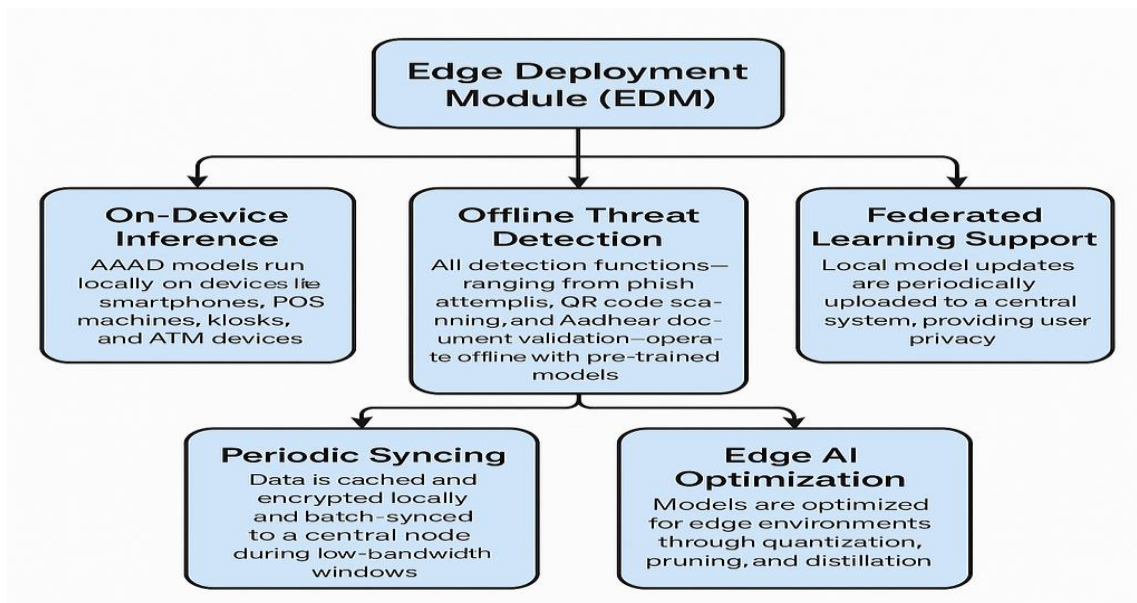 Edge Deployment
Module (EDM)
On-Device
Inference
AAAD models run
locally on devices lfe
smartphones, POS
machines, klosks,
and ATM devices
Offline Threat
Detection
All detection functions—
ranging from phish
attemplis, QR code sca-
nning, and Aadhear doc-
ument validation—opera-
te offline with pre-trained
models
Federated
Learning Support
Local model updates
are periodically
uploaded to a central
system, providing user
privacy
Periodic Syncing
Data is cached and
encrypted locally
and batch-synced
to a central node
during low-bandwidth
windows
Edge AI
Optimization
Models are optimized
for edge environments
through quantization,
pruning, and distillation